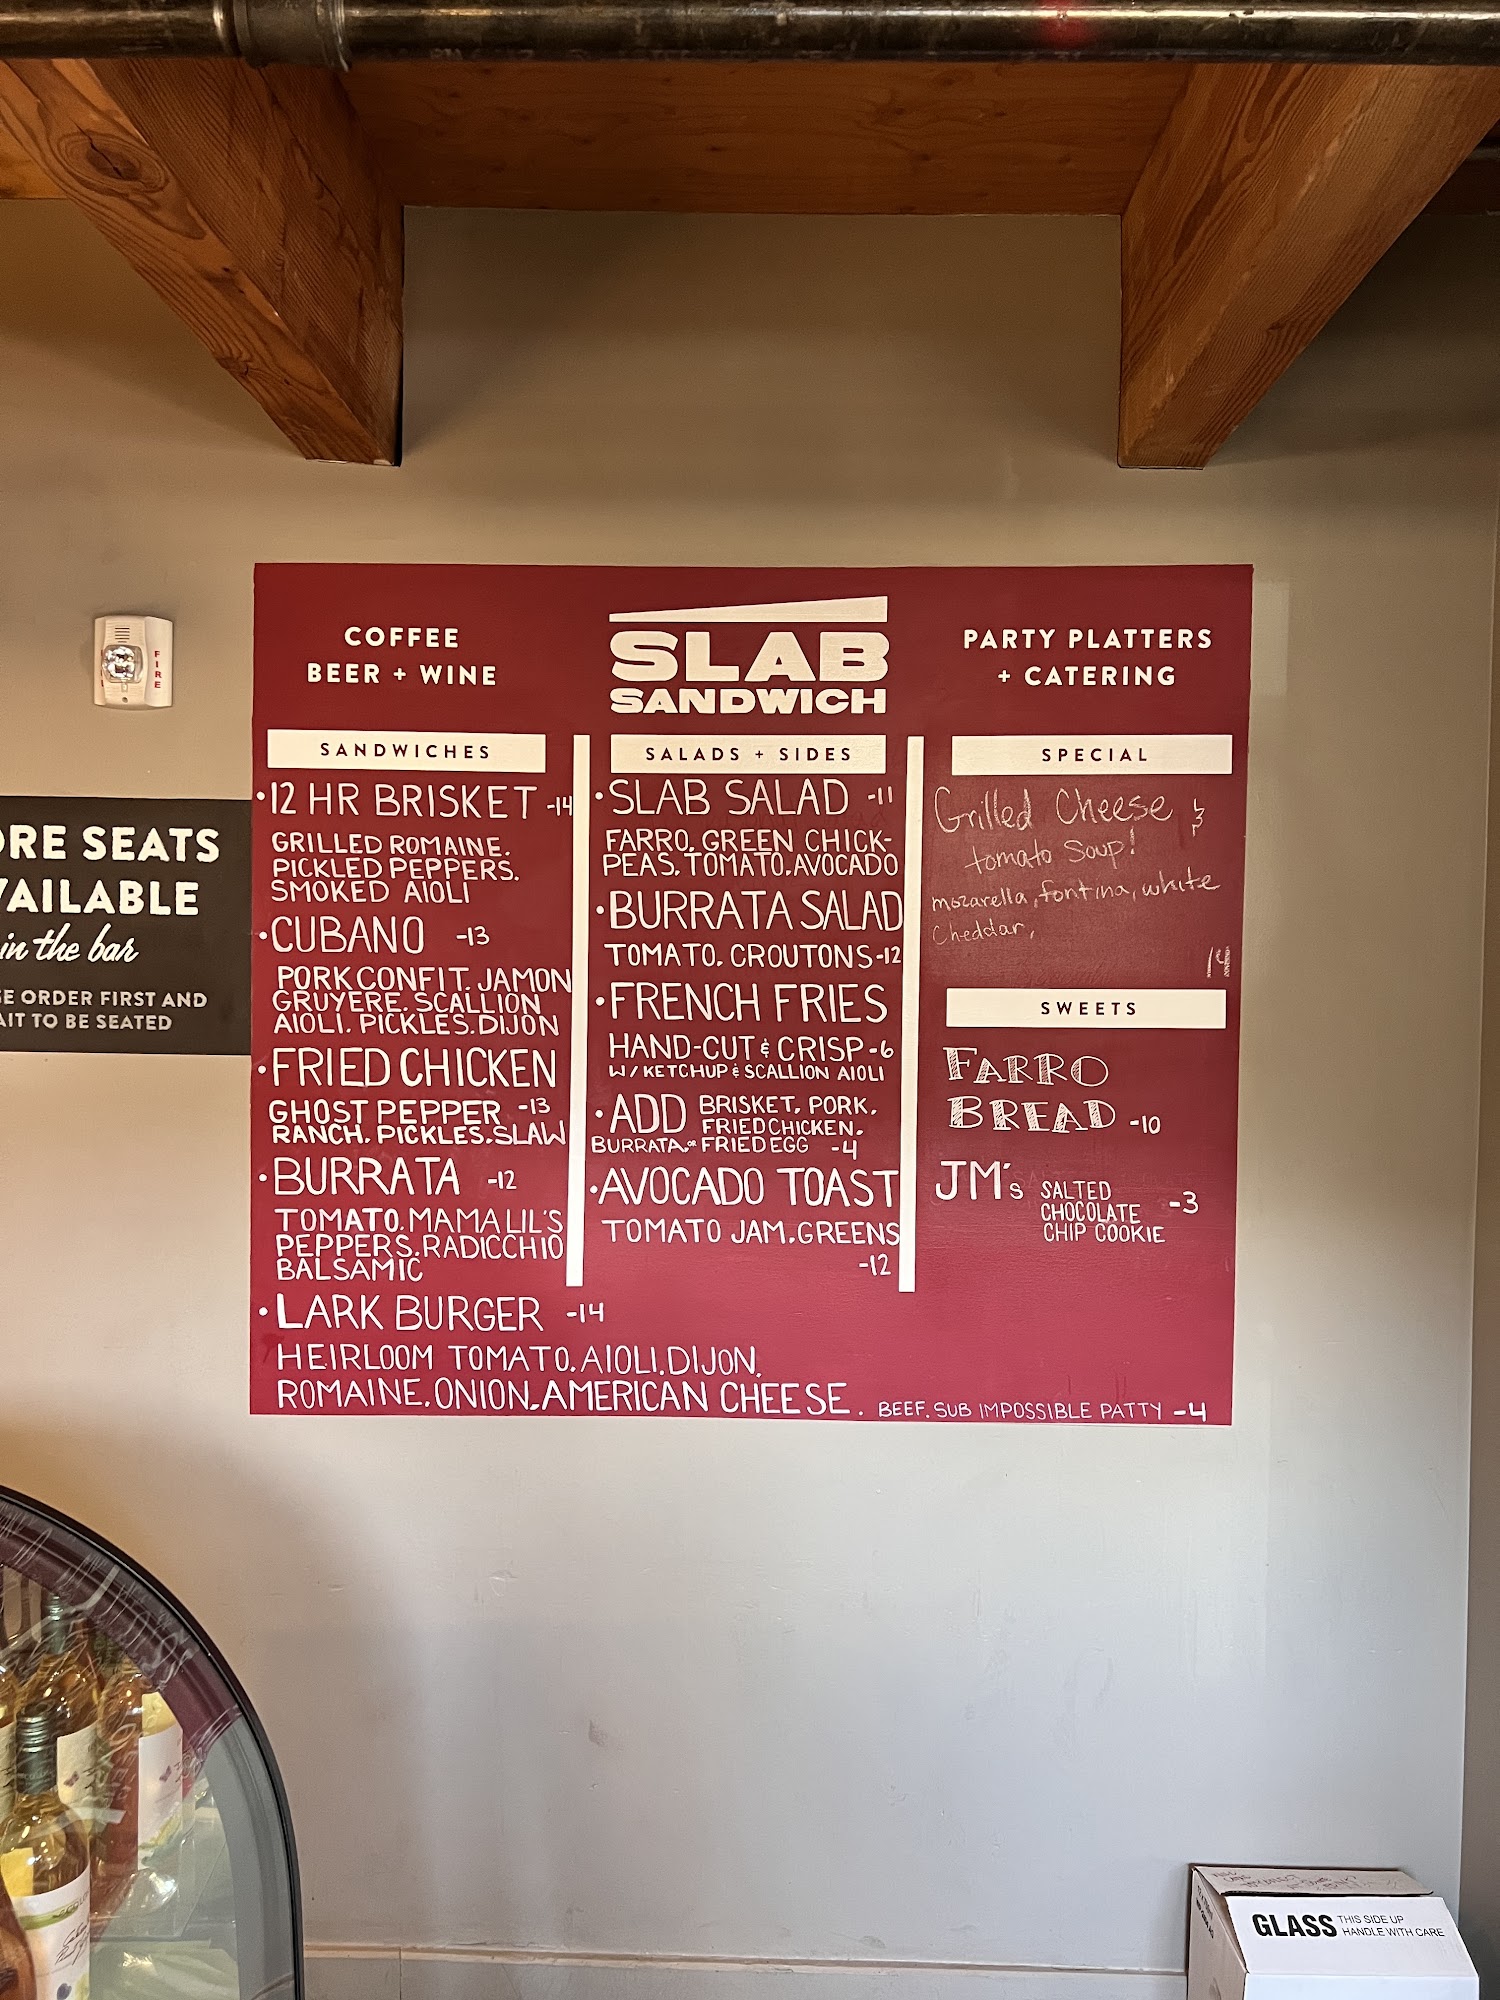 COFFEE
BEER + WINE
SLAB
SANDWICH
PARTY PLATTERS
+ CATERING
SANDWICHES
•12 HR BRISKET -14
GRILLED ROMAINE.
PICKLED PEPPERS.
SMOKED AIOLI
•CUBANO -13
PORK CONFIT. JAMON
GRUYERE. SCALLION
AIOLI. PICKLES. DIJON
•FRIED CHICKEN
GHOST PEPPER -13
RANCH. PICKLES. SLAW
•BURRATA -12
TOMATO. MAMA LIL'S
PEPPERS. RADICCHIO
BALSAMIC
•LARK BURGER -14
HEIRLOOM TOMATO. AIOLI. DIJON.
ROMAINE. ONION. AMERICAN CHEESE. BEEF. SUB IMPOSSIBLE PATTY -4
SALADS + SIDES
•SLAB SALAD -11
FARRO. GREEN CHICK-
PEAS. TOMATO. AVOCADO
•BURRATA SALAD
TOMATO. CROUTONS -12
•FRENCH FRIES
HAND-CUT & CRISP -6
W/ KETCHUP & SCALLION AIOLI
•ADD BRISKET. PORK.
FRIED CHICKEN.
BURRATA. OR FRIED EGG -4
•AVOCADO TOAST
TOMATO JAM. GREENS
-12
SPECIAL
Grilled Cheese &
tomato Soup!
mozarella, fontina, white
Cheddar,
14
SWEETS
FARRO
BREAD -10
JM's SALTED
CHOCOLATE -3
CHIP COOKIE
SEATS
in the bar
ORDER FIRST AND
TO BE SEATED
FIRE
GLASS THIS SIDE UP
HANDLE WITH CARE